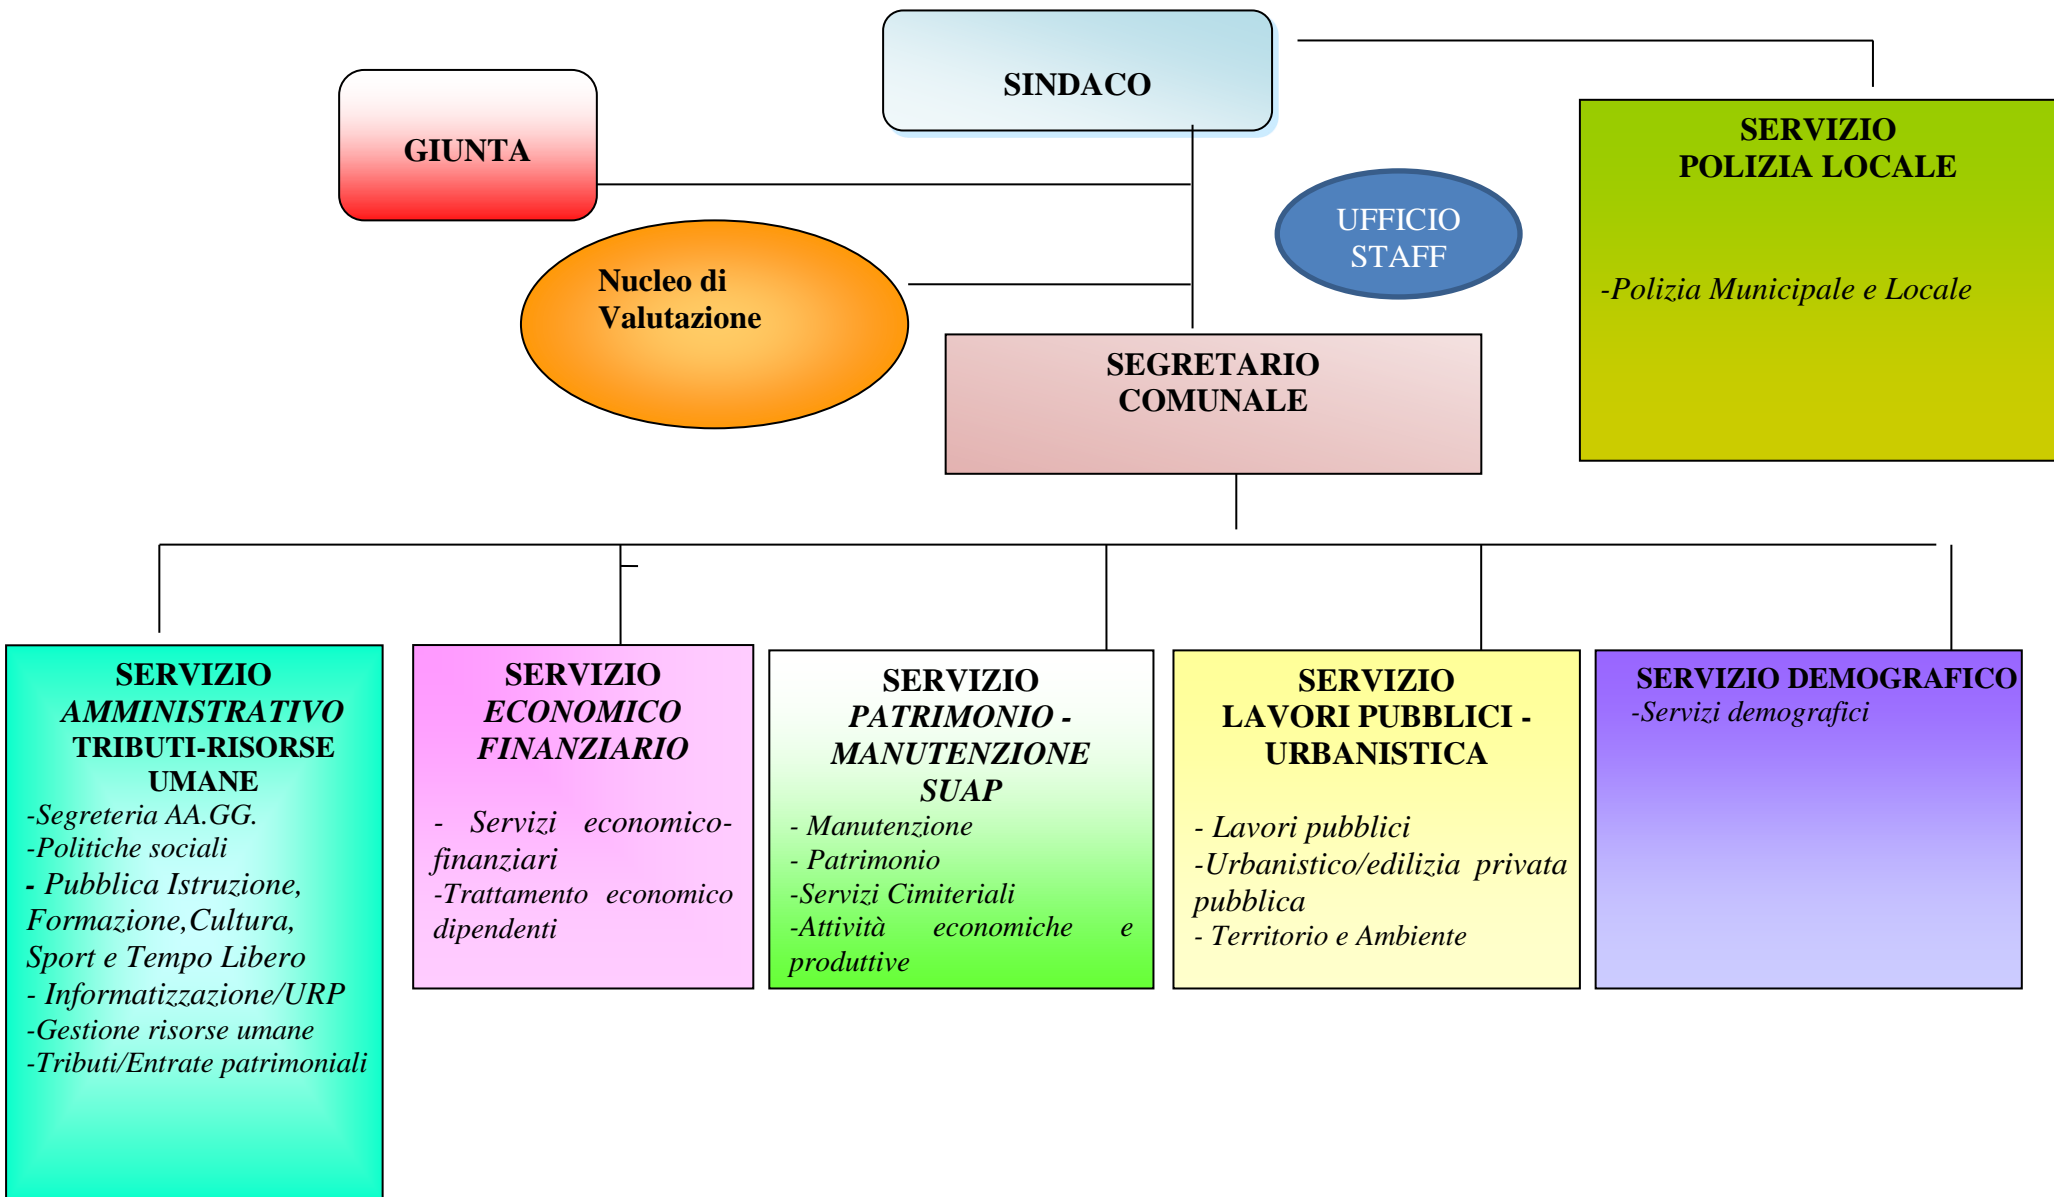 SINDACO
GIUNTA
SERVIZIO
POLIZIA LOCALE
-Polizia Municipale e Locale
UFFICIO
STAFF
Nucleo di
Valutazione
SEGRETARIO
COMUNALE
SERVIZIO
AMMINISTRATIVO
TRIBUTI-RISORSE
UMANE
-Segreteria AA.GG.
-Politiche sociali
- Pubblica Istruzione,
Formazione,Cultura,
Sport e Tempo Libero
- Informatizzazione/URP
-Gestione risorse umane
-Tributi/Entrate patrimoniali
SERVIZIO
ECONOMICO
FINANZIARIO
- Servizi economico-
finanziari
-Trattamento economico
dipendenti
SERVIZIO
PATRIMONIO -
MANUTENZIONE
SUAP
- Manutenzione
- Patrimonio
-Servizi Cimiteriali
-Attività economiche e
produttive
SERVIZIO
LAVORI PUBBLICI -
URBANISTICA
- Lavori pubblici
-Urbanistico/edilizia privata
pubblica
- Territorio e Ambiente
SERVIZIO DEMOGRAFICO
-Servizi demografici